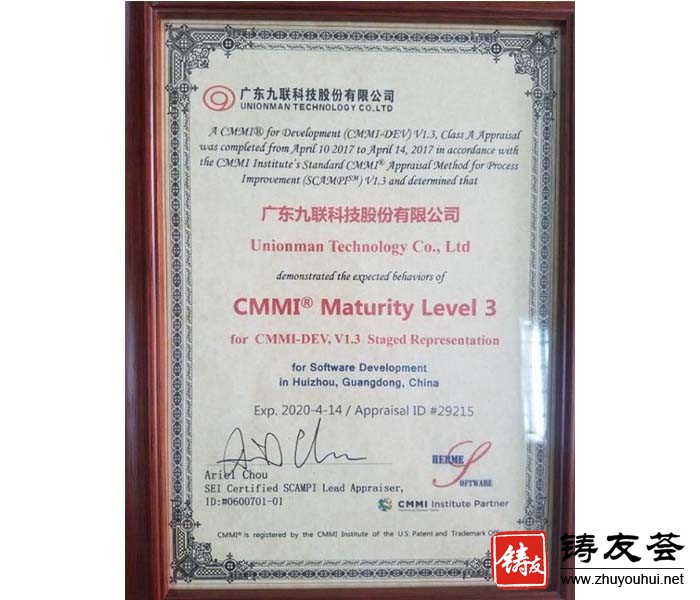 广东九联科技股份有限公司
UNIONMAN TECHNOLOGY CO.LTD
A CMMI® for Development (CMMI-DEV) V1.3, Class A Appraisal
was completed from April 10 2017 to April 14, 2017 in accordance with
the CMMI Institute's Standard CMMI® Appraisal Method for Process
Improvement (SCAMPI℠) V1.3 and determined that
广东九联科技股份有限公司
Unionman Technology Co., Ltd
demonstrated the expected behaviors of
CMMI® Maturity Level 3
for CMMI-DEV, V1.3 Staged Representation
for Software Development
in Huizhou, Guangdong, China
Exp. 2020-4-14 / Appraisal ID #29215
Ariel Chou
SEI Certified SCAMPI Lead Appraiser,
ID:#0600701-01
HERMES
SOFTWARE
CMMI Institute Partner
CMMI® is registered by the CMMI Institute of the U.S. Patent and Trademark
铸友
铸友荟
www.zhuyouhui.net